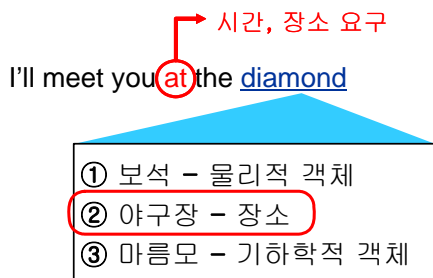 시간, 장소 요구
I'll meet you at the diamond
① 보석 – 물리적 객체
② 야구장 – 장소
③ 마름모 – 기하학적 객체